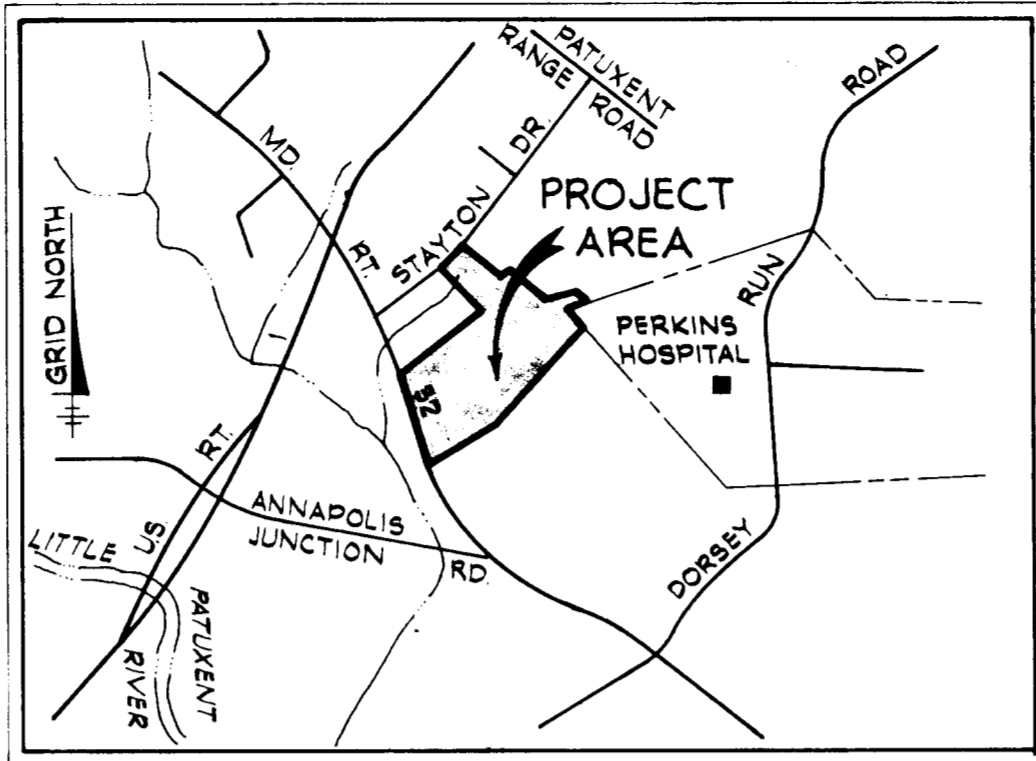 PATUXENT
RANGE ROAD
ROAD
MD. RT. 32
STAYTON DR.
PROJECT
AREA
GRID NORTH
RUN
PERKINS
HOSPITAL
1
U.S. RT.
ANNAPOLIS
JUNCTION RD.
DORSEY
LITTLE
PATUXENT
RIVER